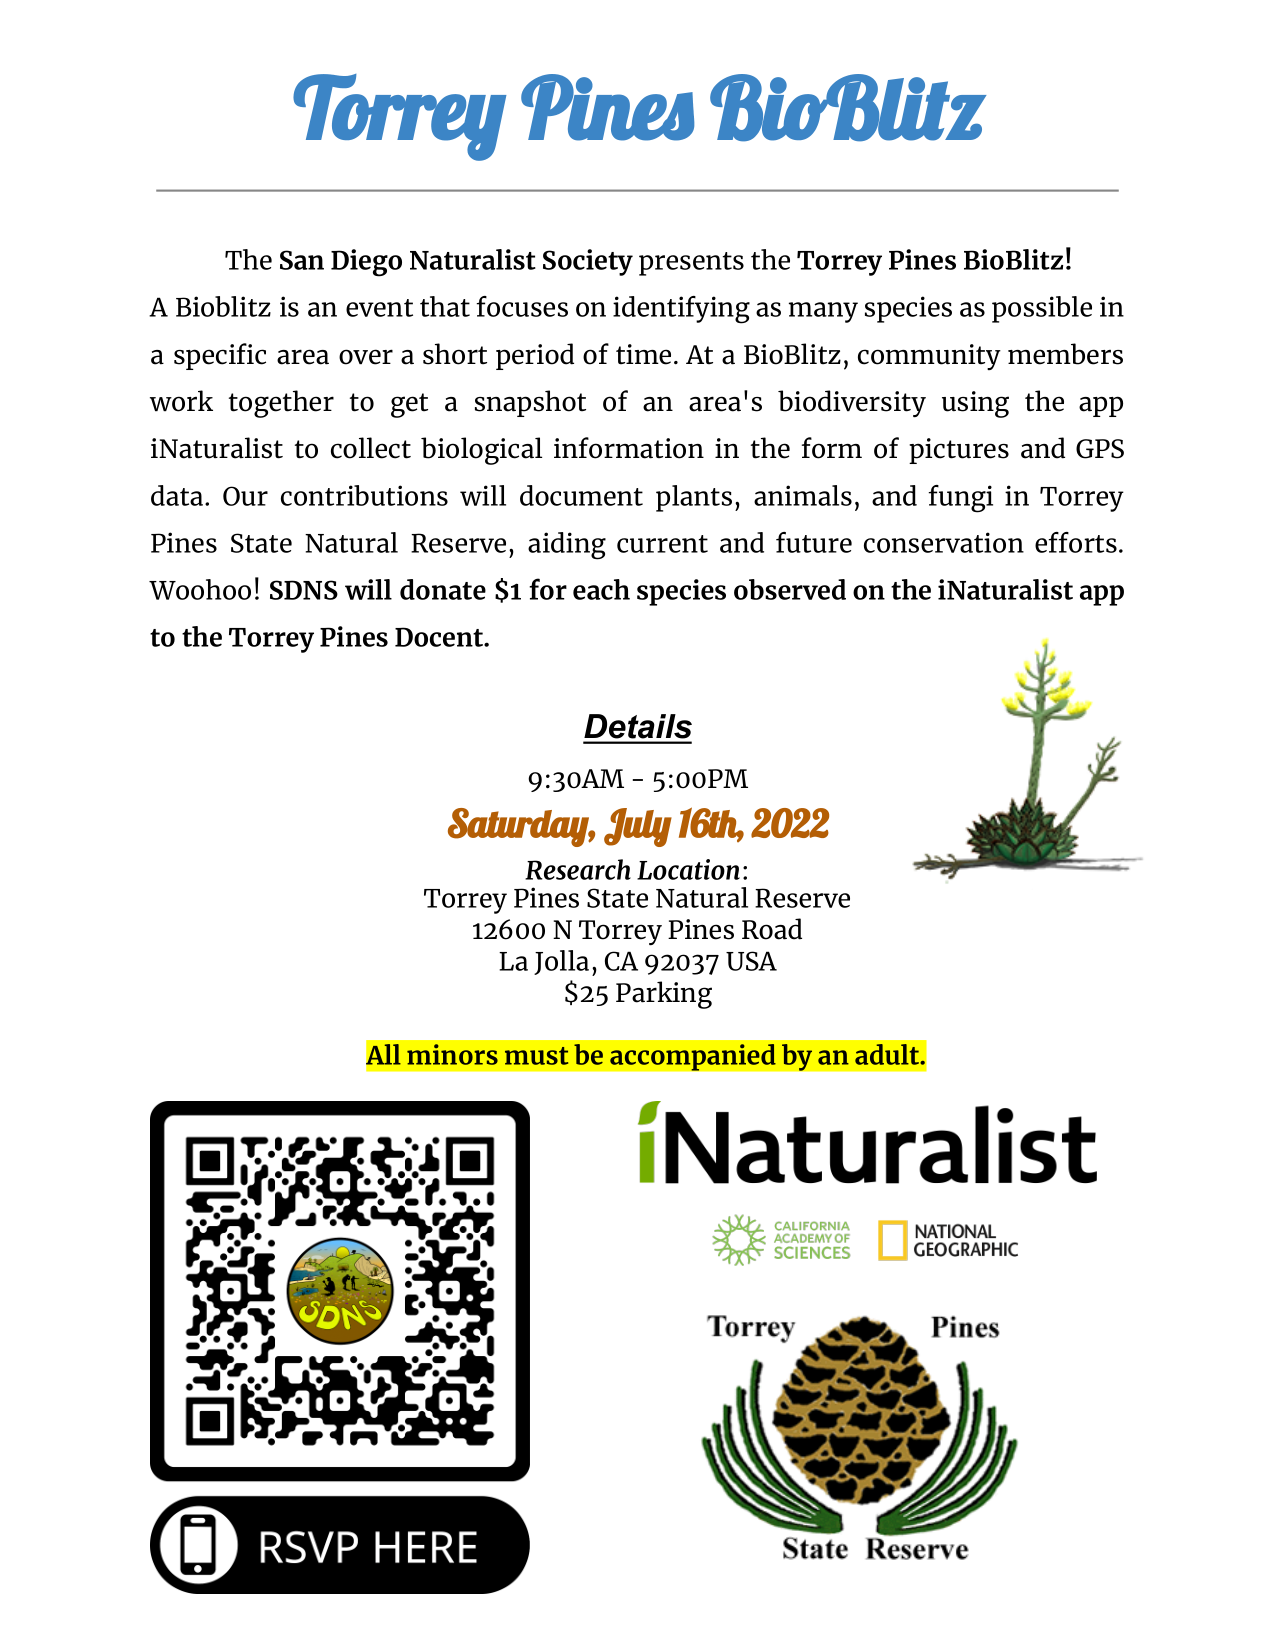 Torrey Pines BioBlitz
The San Diego Naturalist Society presents the Torrey Pines BioBlitz!
A Bioblitz is an event that focuses on identifying as many species as possible in
a specific area over a short period of time. At a BioBlitz, community members
work together to get a snapshot of an area's biodiversity using the app
iNaturalist to collect biological information in the form of pictures and GPS
data. Our contributions will document plants, animals, and fungi in Torrey
Pines State Natural Reserve, aiding current and future conservation efforts.
Woohoo! SDNS will donate $1 for each species observed on the iNaturalist app
to the Torrey Pines Docent.
Details
9:30AM - 5:00PM
Saturday, July 16th, 2022
Research Location:
Torrey Pines State Natural Reserve
12600 N Torrey Pines Road
La Jolla, CA 92037 USA
$25 Parking
All minors must be accompanied by an adult.
SDNS
RSVP HERE
iNaturalist
CALIFORNIA
ACADEMY OF
SCIENCES
NATIONAL
GEOGRAPHIC
Torrey Pines
State Reserve